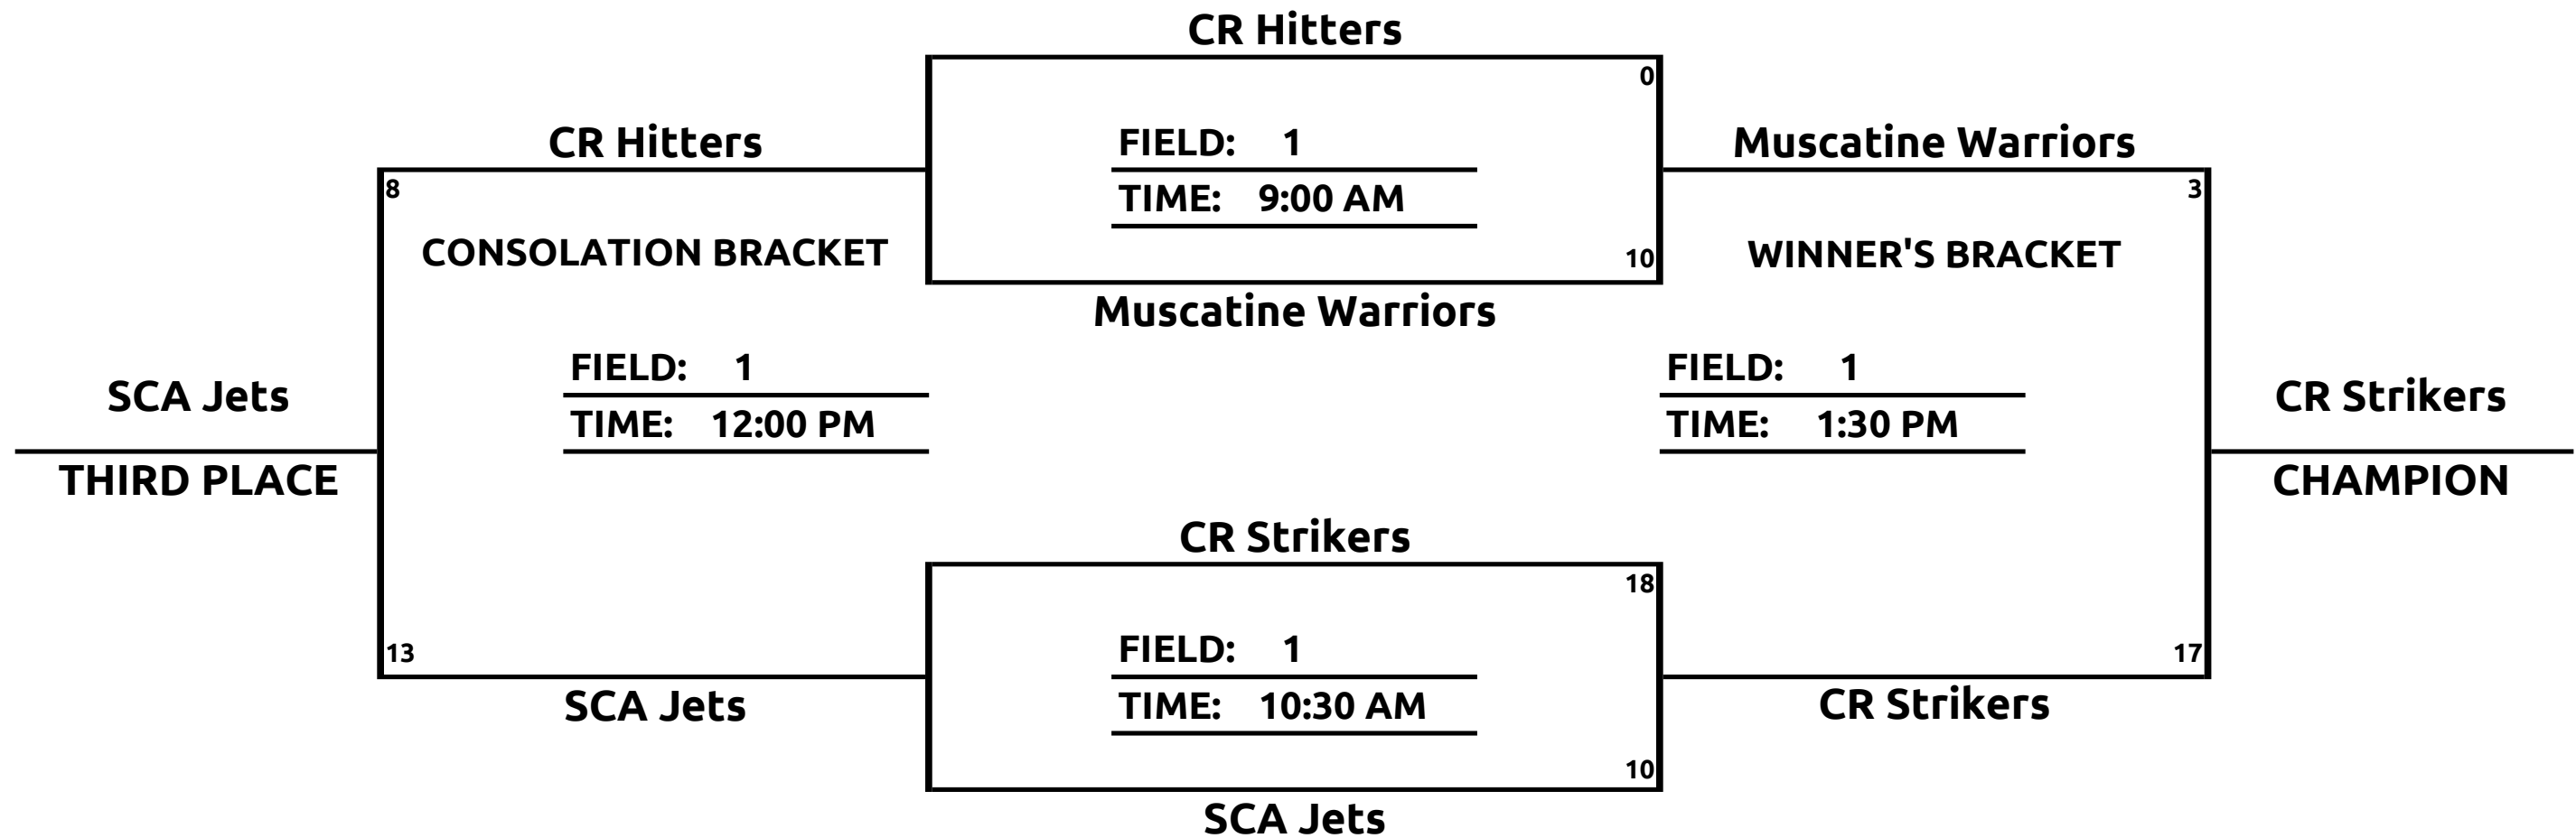 CR Hitters
0
CR Hitters
FIELD: 1
Muscatine Warriors
8
TIME: 9:00 AM
3
CONSOLATION BRACKET
10
WINNER'S BRACKET
Muscatine Warriors
FIELD: 1
FIELD: 1
SCA Jets
CR Strikers
TIME: 12:00 PM
TIME: 1:30 PM
THIRD PLACE
CHAMPION
CR Strikers
18
13
FIELD: 1
17
SCA Jets
TIME: 10:30 AM
CR Strikers
10
SCA Jets